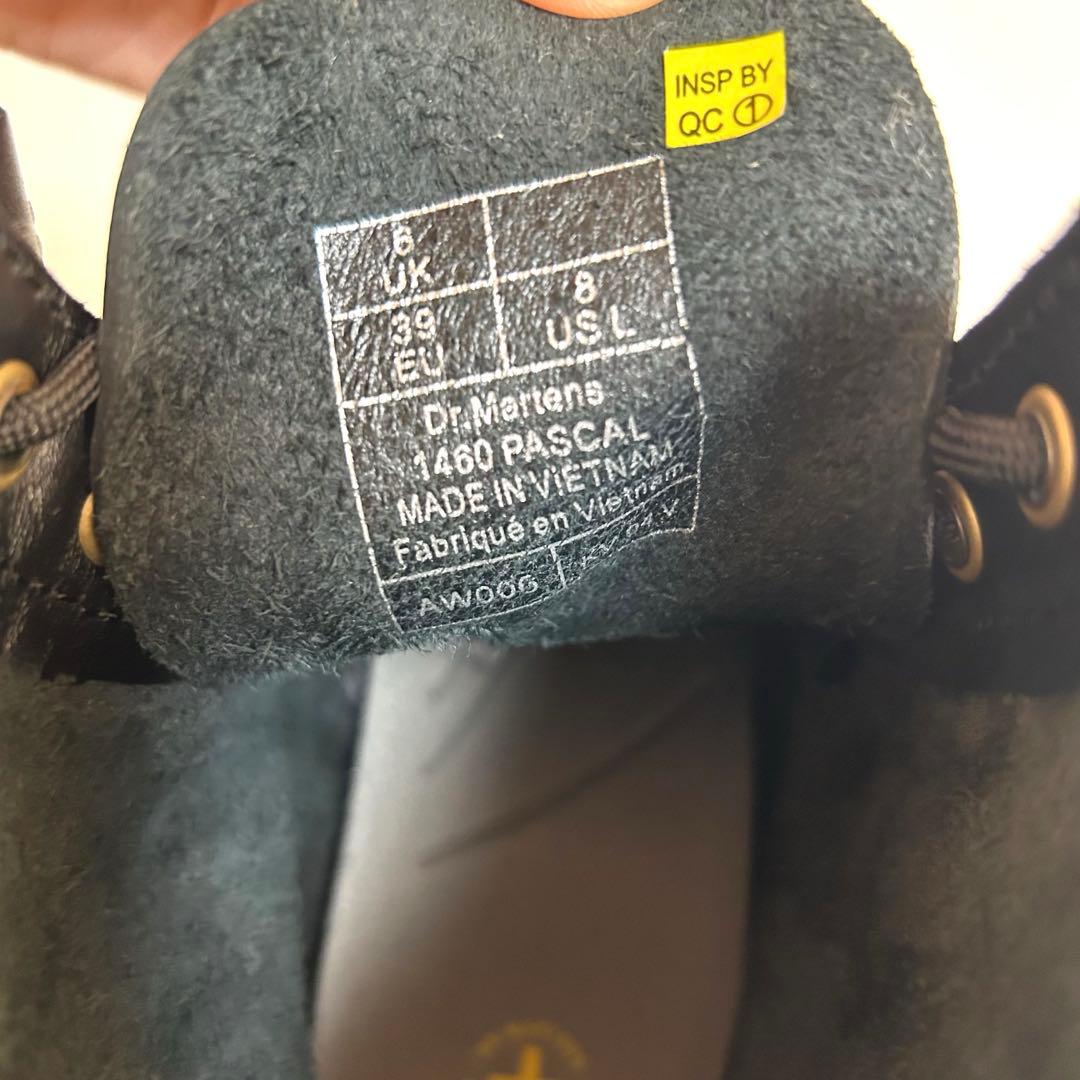 INSP BY
QC 1
6
UK
39
EU
8
US L
Dr.Martens
1460 PASCAL
MADE IN VIETNAM
Fabriqué en Vietnam
AW006